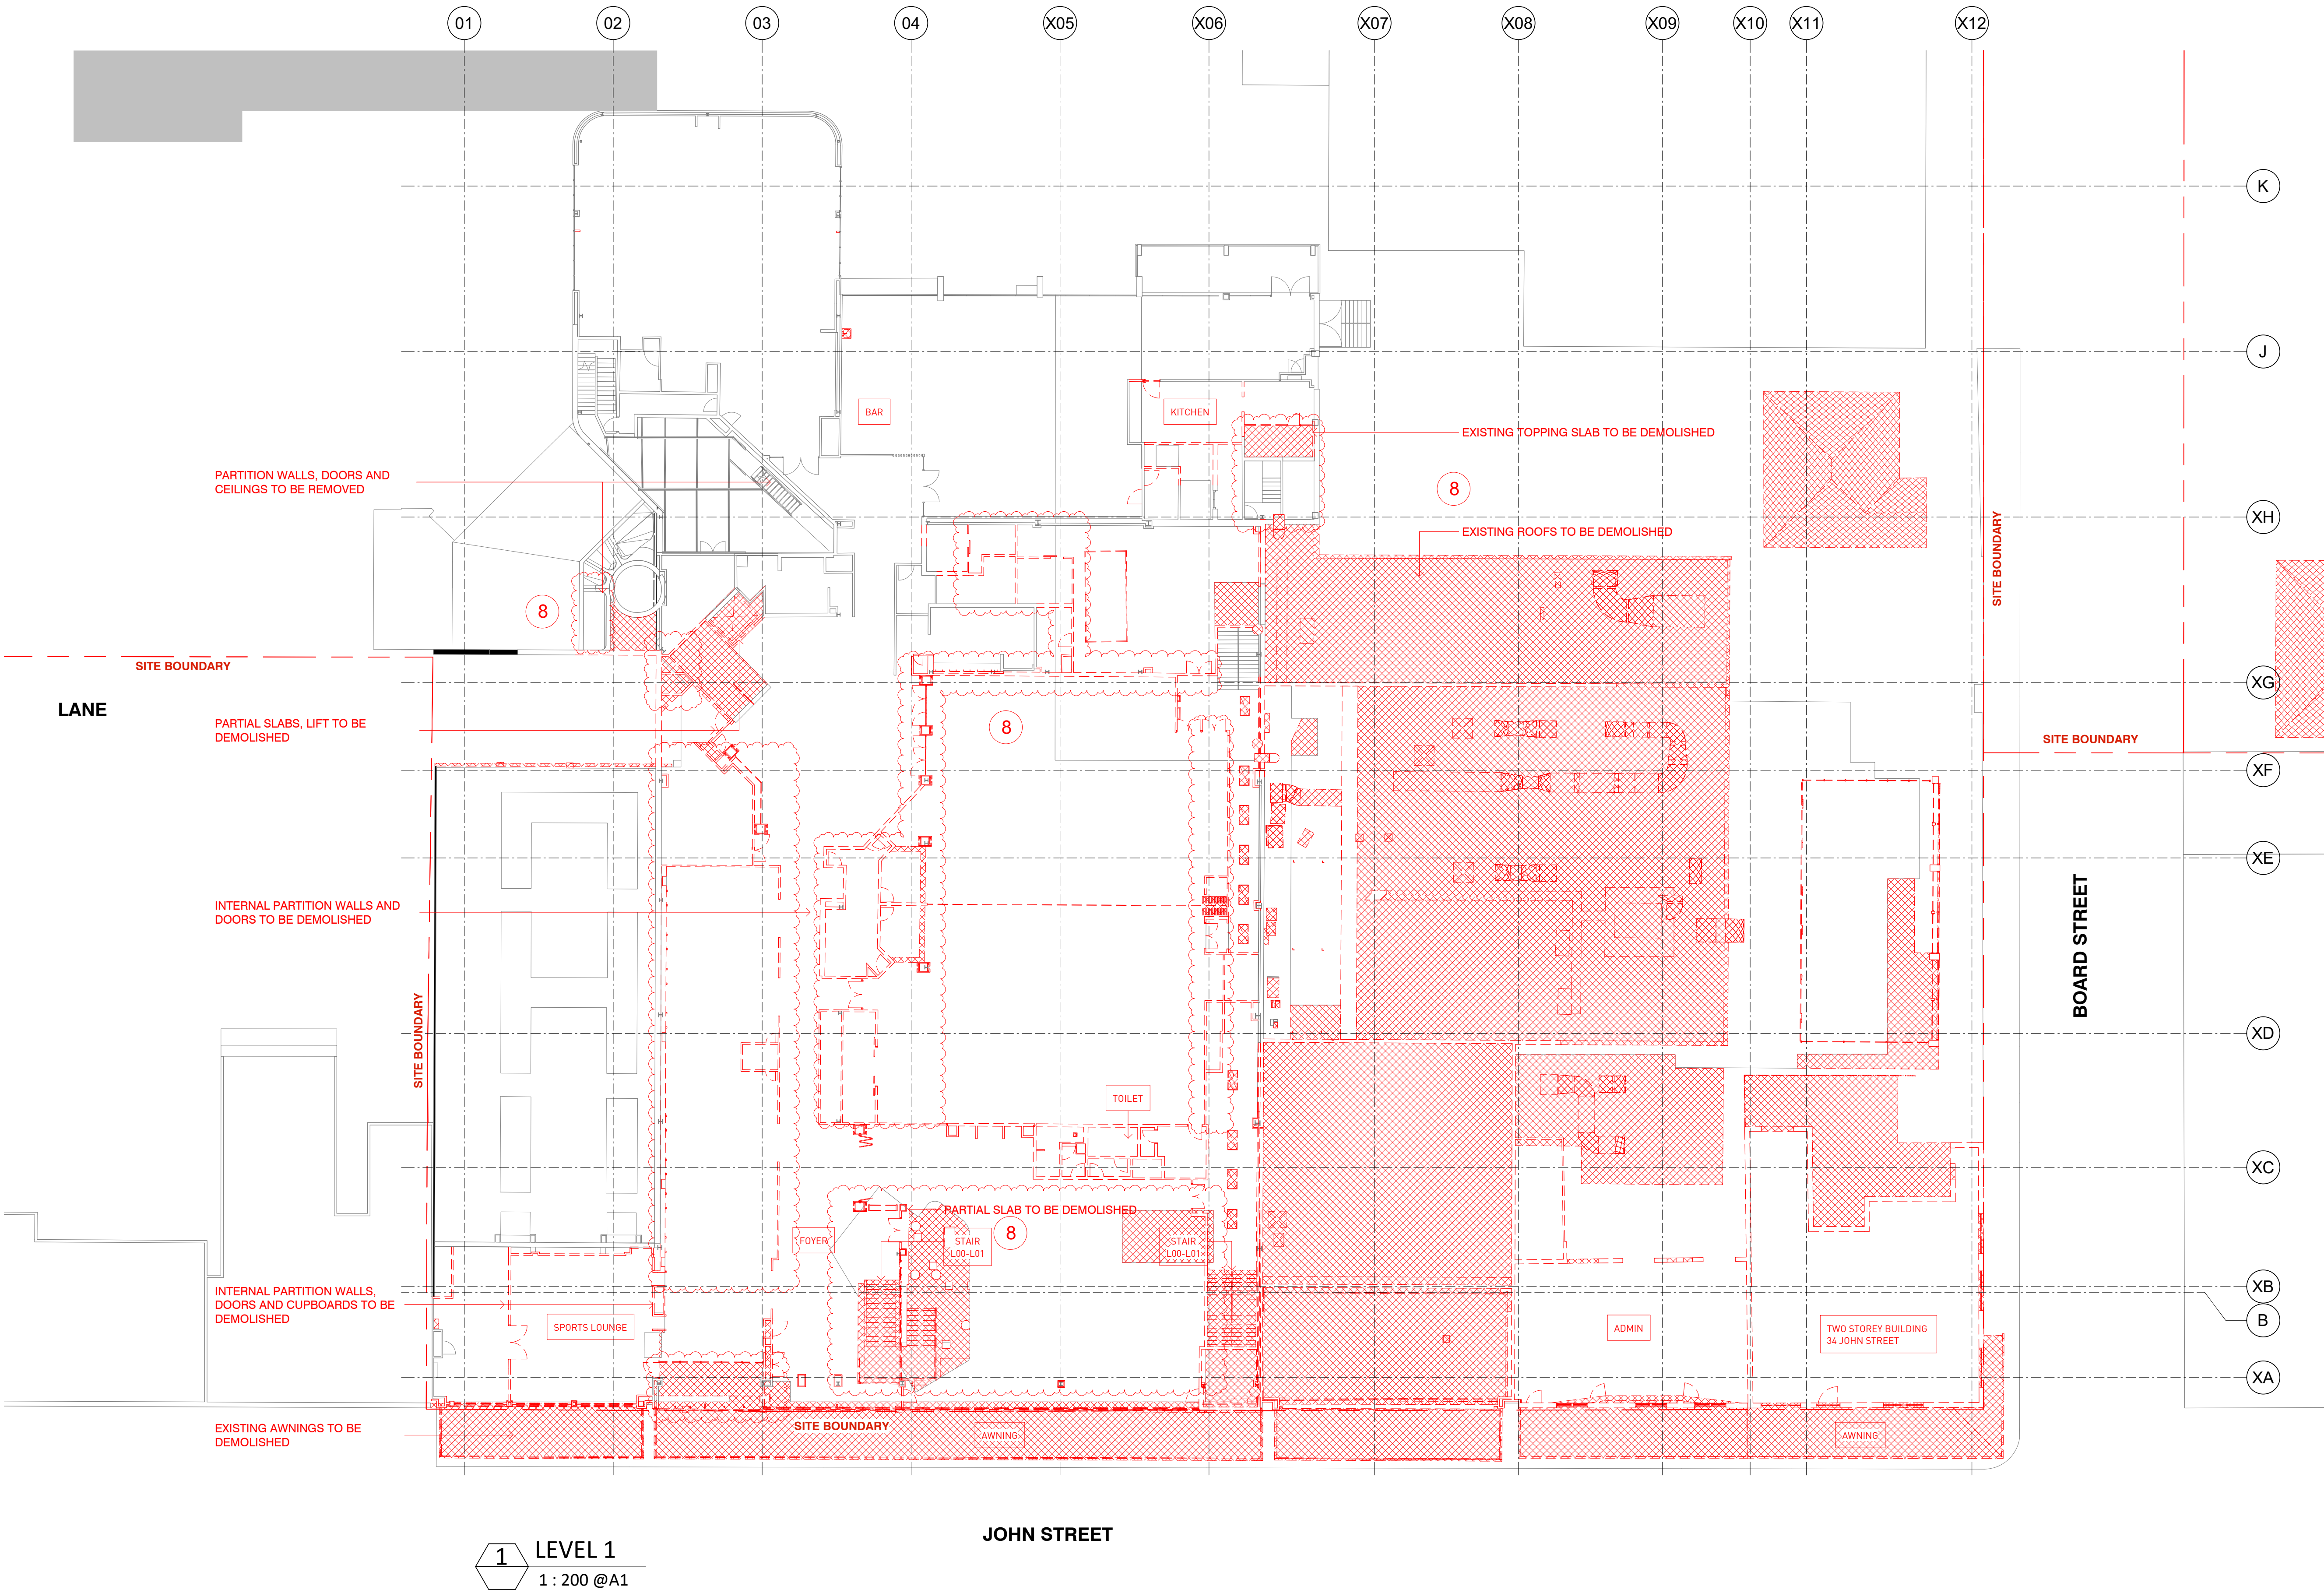 01 02 03 04 X05 X06 X07 X08 X09 X10 X11 X12
K
J
BAR
KITCHEN
EXISTING TOPPING SLAB TO BE DEMOLISHED
PARTITION WALLS, DOORS AND
CEILINGS TO BE REMOVED
8
XH
EXISTING ROOFS TO BE DEMOLISHED
SITE BOUNDARY
8
SITE BOUNDARY
XG
LANE
PARTIAL SLABS, LIFT TO BE
DEMOLISHED
8
SITE BOUNDARY
XF
XE
INTERNAL PARTITION WALLS AND
DOORS TO BE DEMOLISHED
BOARD STREET
SITE BOUNDARY
XD
TOILET
XC
PARTIAL SLAB TO BE DEMOLISHED
8
FOYER
STAIR
L00-L01
STAIR
L00-L01
INTERNAL PARTITION WALLS,
DOORS AND CUPBOARDS TO BE
DEMOLISHED
XB
B
SPORTS LOUNGE
ADMIN
TWO STOREY BUILDING
34 JOHN STREET
XA
SITE BOUNDARY
EXISTING AWNINGS TO BE
DEMOLISHED
AWNING
AWNING
JOHN STREET
1
LEVEL 1
1 : 200 @A1